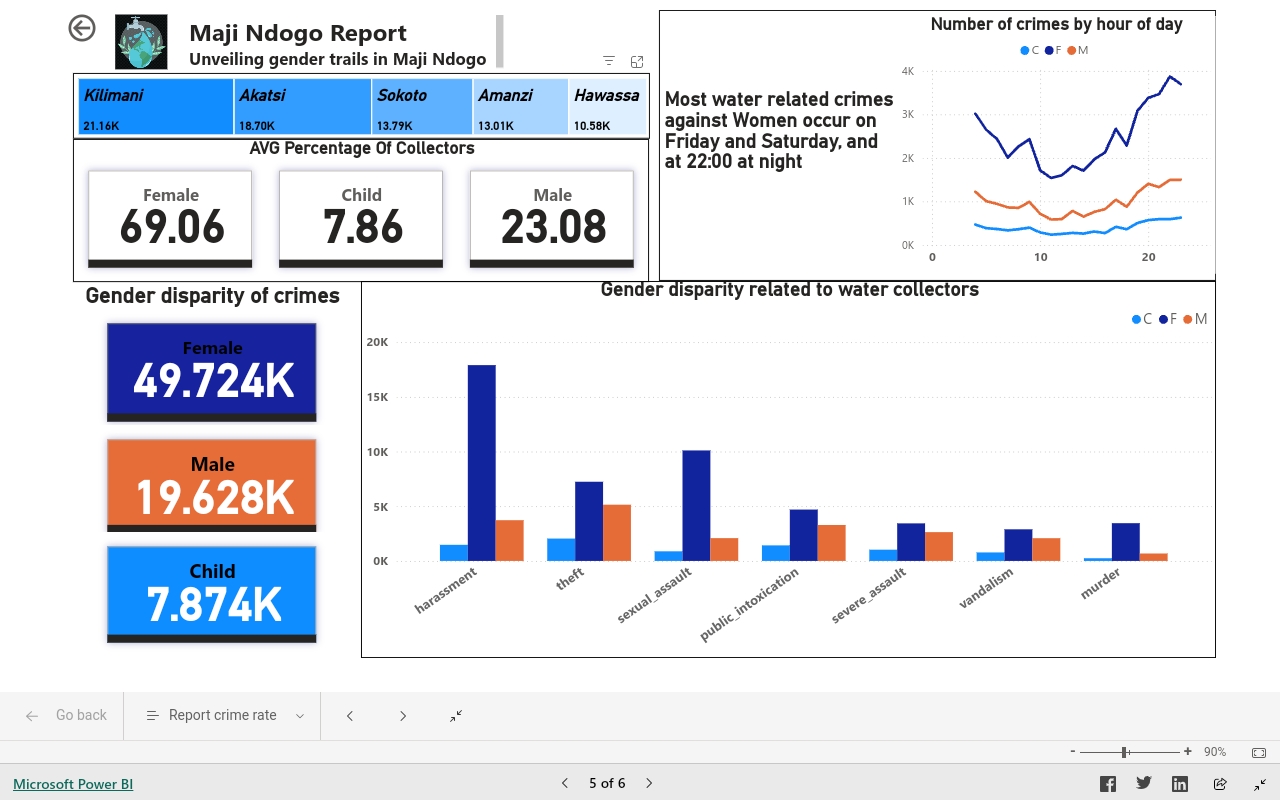 Maji Ndogo Report
Unveiling gender trails in Maji Ndogo
Kilimani
21.16K
Akatsi
18.70K
Sokoto
13.79K
Amanzi
13.01K
Hawassa
10.58K
AVG Percentage Of Collectors
Female
69.06
Child
7.86
Male
23.08
Most water related crimes
against Women occur on
Friday and Saturday, and
at 22:00 at night
Number of crimes by hour of day
C F M
4K
3K
2K
1K
0K
0 10 20
Gender disparity of crimes
Female
49.724K
Male
19.628K
Child
7.874K
Gender disparity related to water collectors
C F M
20K
15K
10K
5K
0K
harassment
theft
sexual_assault
public_intoxication
severe_assault
vandalism
murder
Go back
Report crime rate
- + 90%
Microsoft Power BI
5 of 6